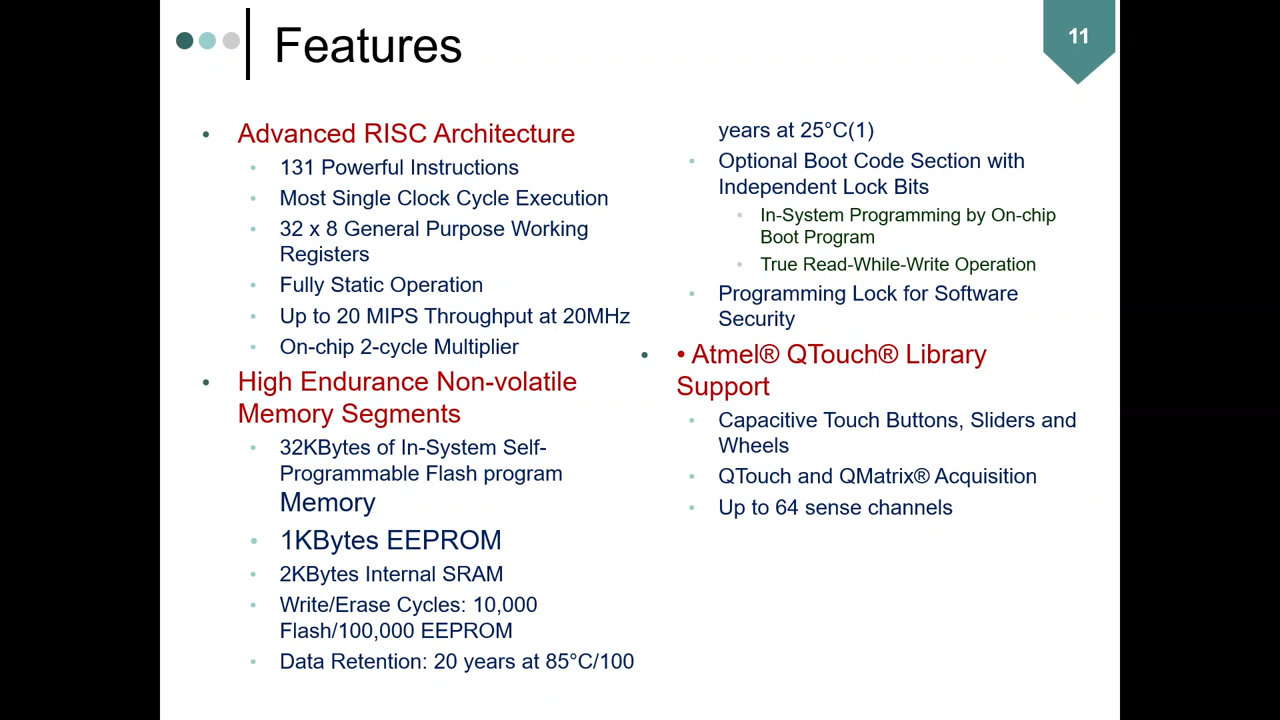 Features
11
• Advanced RISC Architecture
• 131 Powerful Instructions
• Most Single Clock Cycle Execution
• 32 x 8 General Purpose Working
Registers
• Fully Static Operation
• Up to 20 MIPS Throughput at 20MHz
• On-chip 2-cycle Multiplier
• High Endurance Non-volatile
Memory Segments
• 32KBytes of In-System Self-
Programmable Flash program
Memory
• 1KBytes EEPROM
• 2KBytes Internal SRAM
• Write/Erase Cycles: 10,000
Flash/100,000 EEPROM
• Data Retention: 20 years at 85°C/100
years at 25°C(1)
• Optional Boot Code Section with
Independent Lock Bits
• In-System Programming by On-chip
Boot Program
• True Read-While-Write Operation
• Programming Lock for Software
Security
• • Atmel® QTouch® Library
Support
• Capacitive Touch Buttons, Sliders and
Wheels
• QTouch and QMatrix® Acquisition
• Up to 64 sense channels